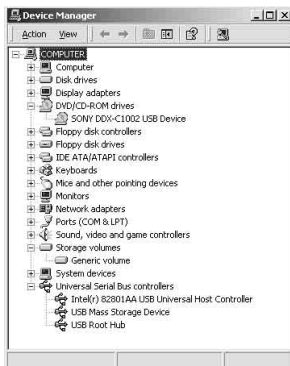 Device Manager
Action View
COMPUTER
Computer
Disk drives
Display adapters
DVD/CD-ROM drives
SONY DDX-C1002 USB Device
Floppy disk controllers
Floppy disk drives
IDE ATA/ATAPI controllers
Keyboards
Mice and other pointing devices
Monitors
Network adapters
Ports (COM & LPT)
Sound, video and game controllers
Storage volumes
Generic volume
System devices
Universal Serial Bus controllers
Intel(r) 82801AA USB Universal Host Controller
USB Mass Storage Device
USB Root Hub